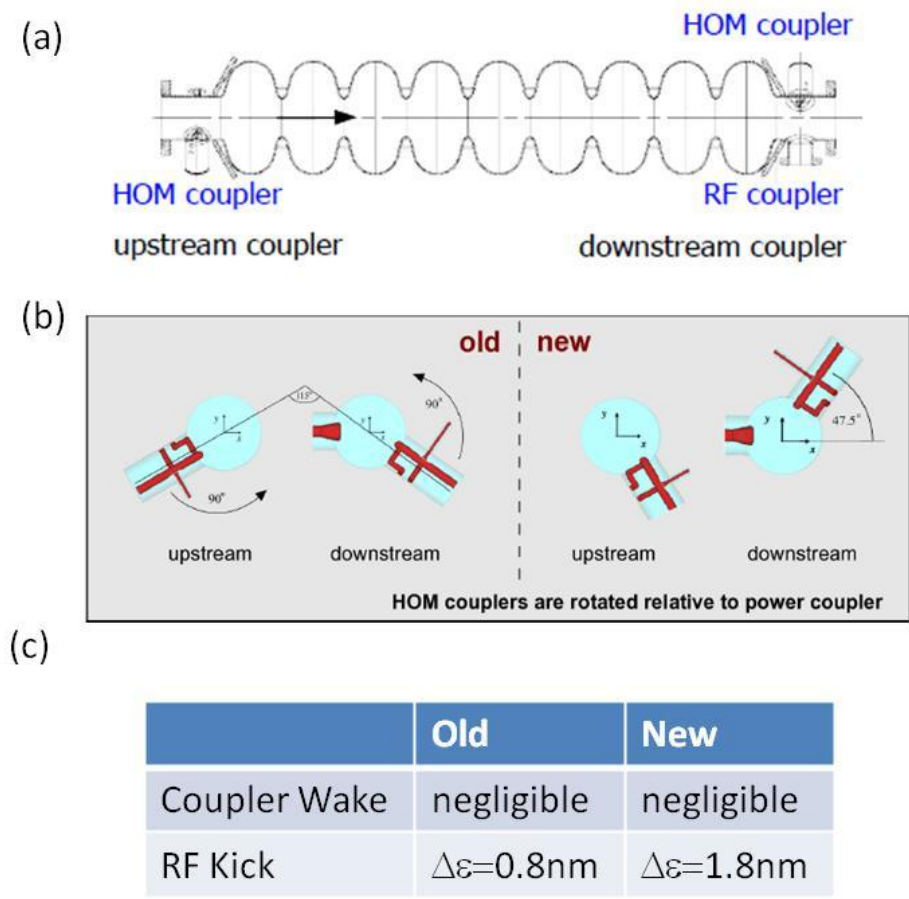 (a)
HOM coupler
HOM coupler
RF coupler
upstream coupler
downstream coupler
(b)
old
new
115°
90°
90°
47.5°
y
x
y
x
y
x
y
x
upstream
downstream
upstream
downstream
HOM couplers are rotated relative to power coupler
(c)
Old New
Coupler Wake negligible negligible
RF Kick Δε=0.8nm Δε=1.8nm